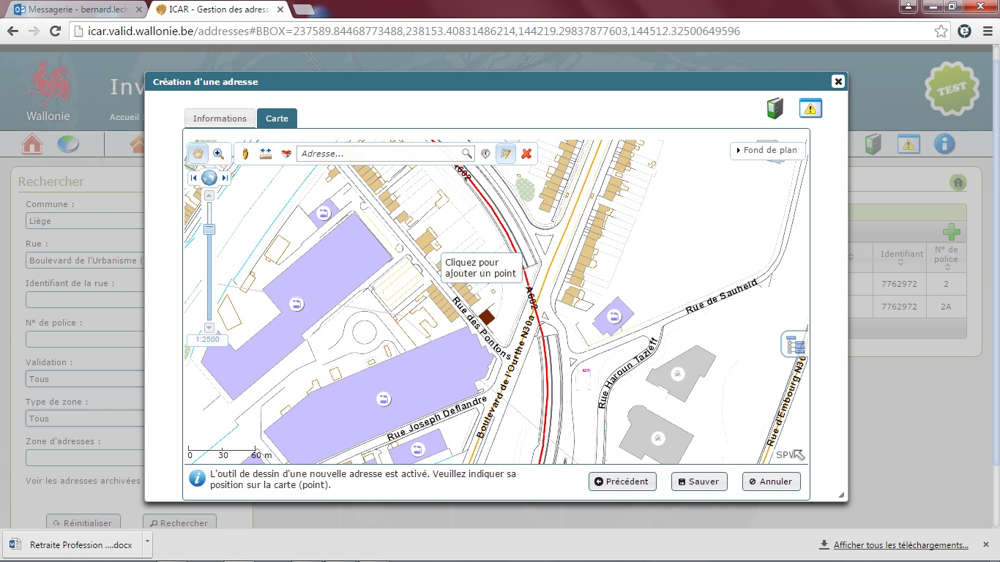 Messagerie - bernard.lech
ICAR - Gestion des adress
icar.valid.wallonie.be/addresses#BBOX=237589.84468773488,238153.40831486214,144219.29837877603,144512.32500649596
Inv
Wallonie
Accueil :
TEST
Création d'une adresse
Informations
Carte
Adresse...
Fond de plan
Rechercher
Commune :
Liège
Rue :
Boulevard de l'Urbanisme (
Identifiant de la rue :
N° de police :
Validation :
Tous
Type de zone :
Tous
Zone d'adresses :
Voir les adresses archivées
Réinitialiser
Rechercher
A602
Cliquez pour
ajouter un point
A602
Rue des Pontons
Boulevard de l'Ourthe N30a
Rue Joseph Deflandre
Rue de Sauheid
Rue Haroun Tazieff
Rue d'Embourg N30
1:2500
0 30 60 m
SPW
L'outil de dessin d'une nouvelle adresse est activé. Veuillez indiquer sa
position sur la carte (point).
Précédent
Sauver
Annuler
Identifiant
N° de
police
7762972 2
7762972 2A
Retraite Profession ....docx
Afficher tous les téléchargements...